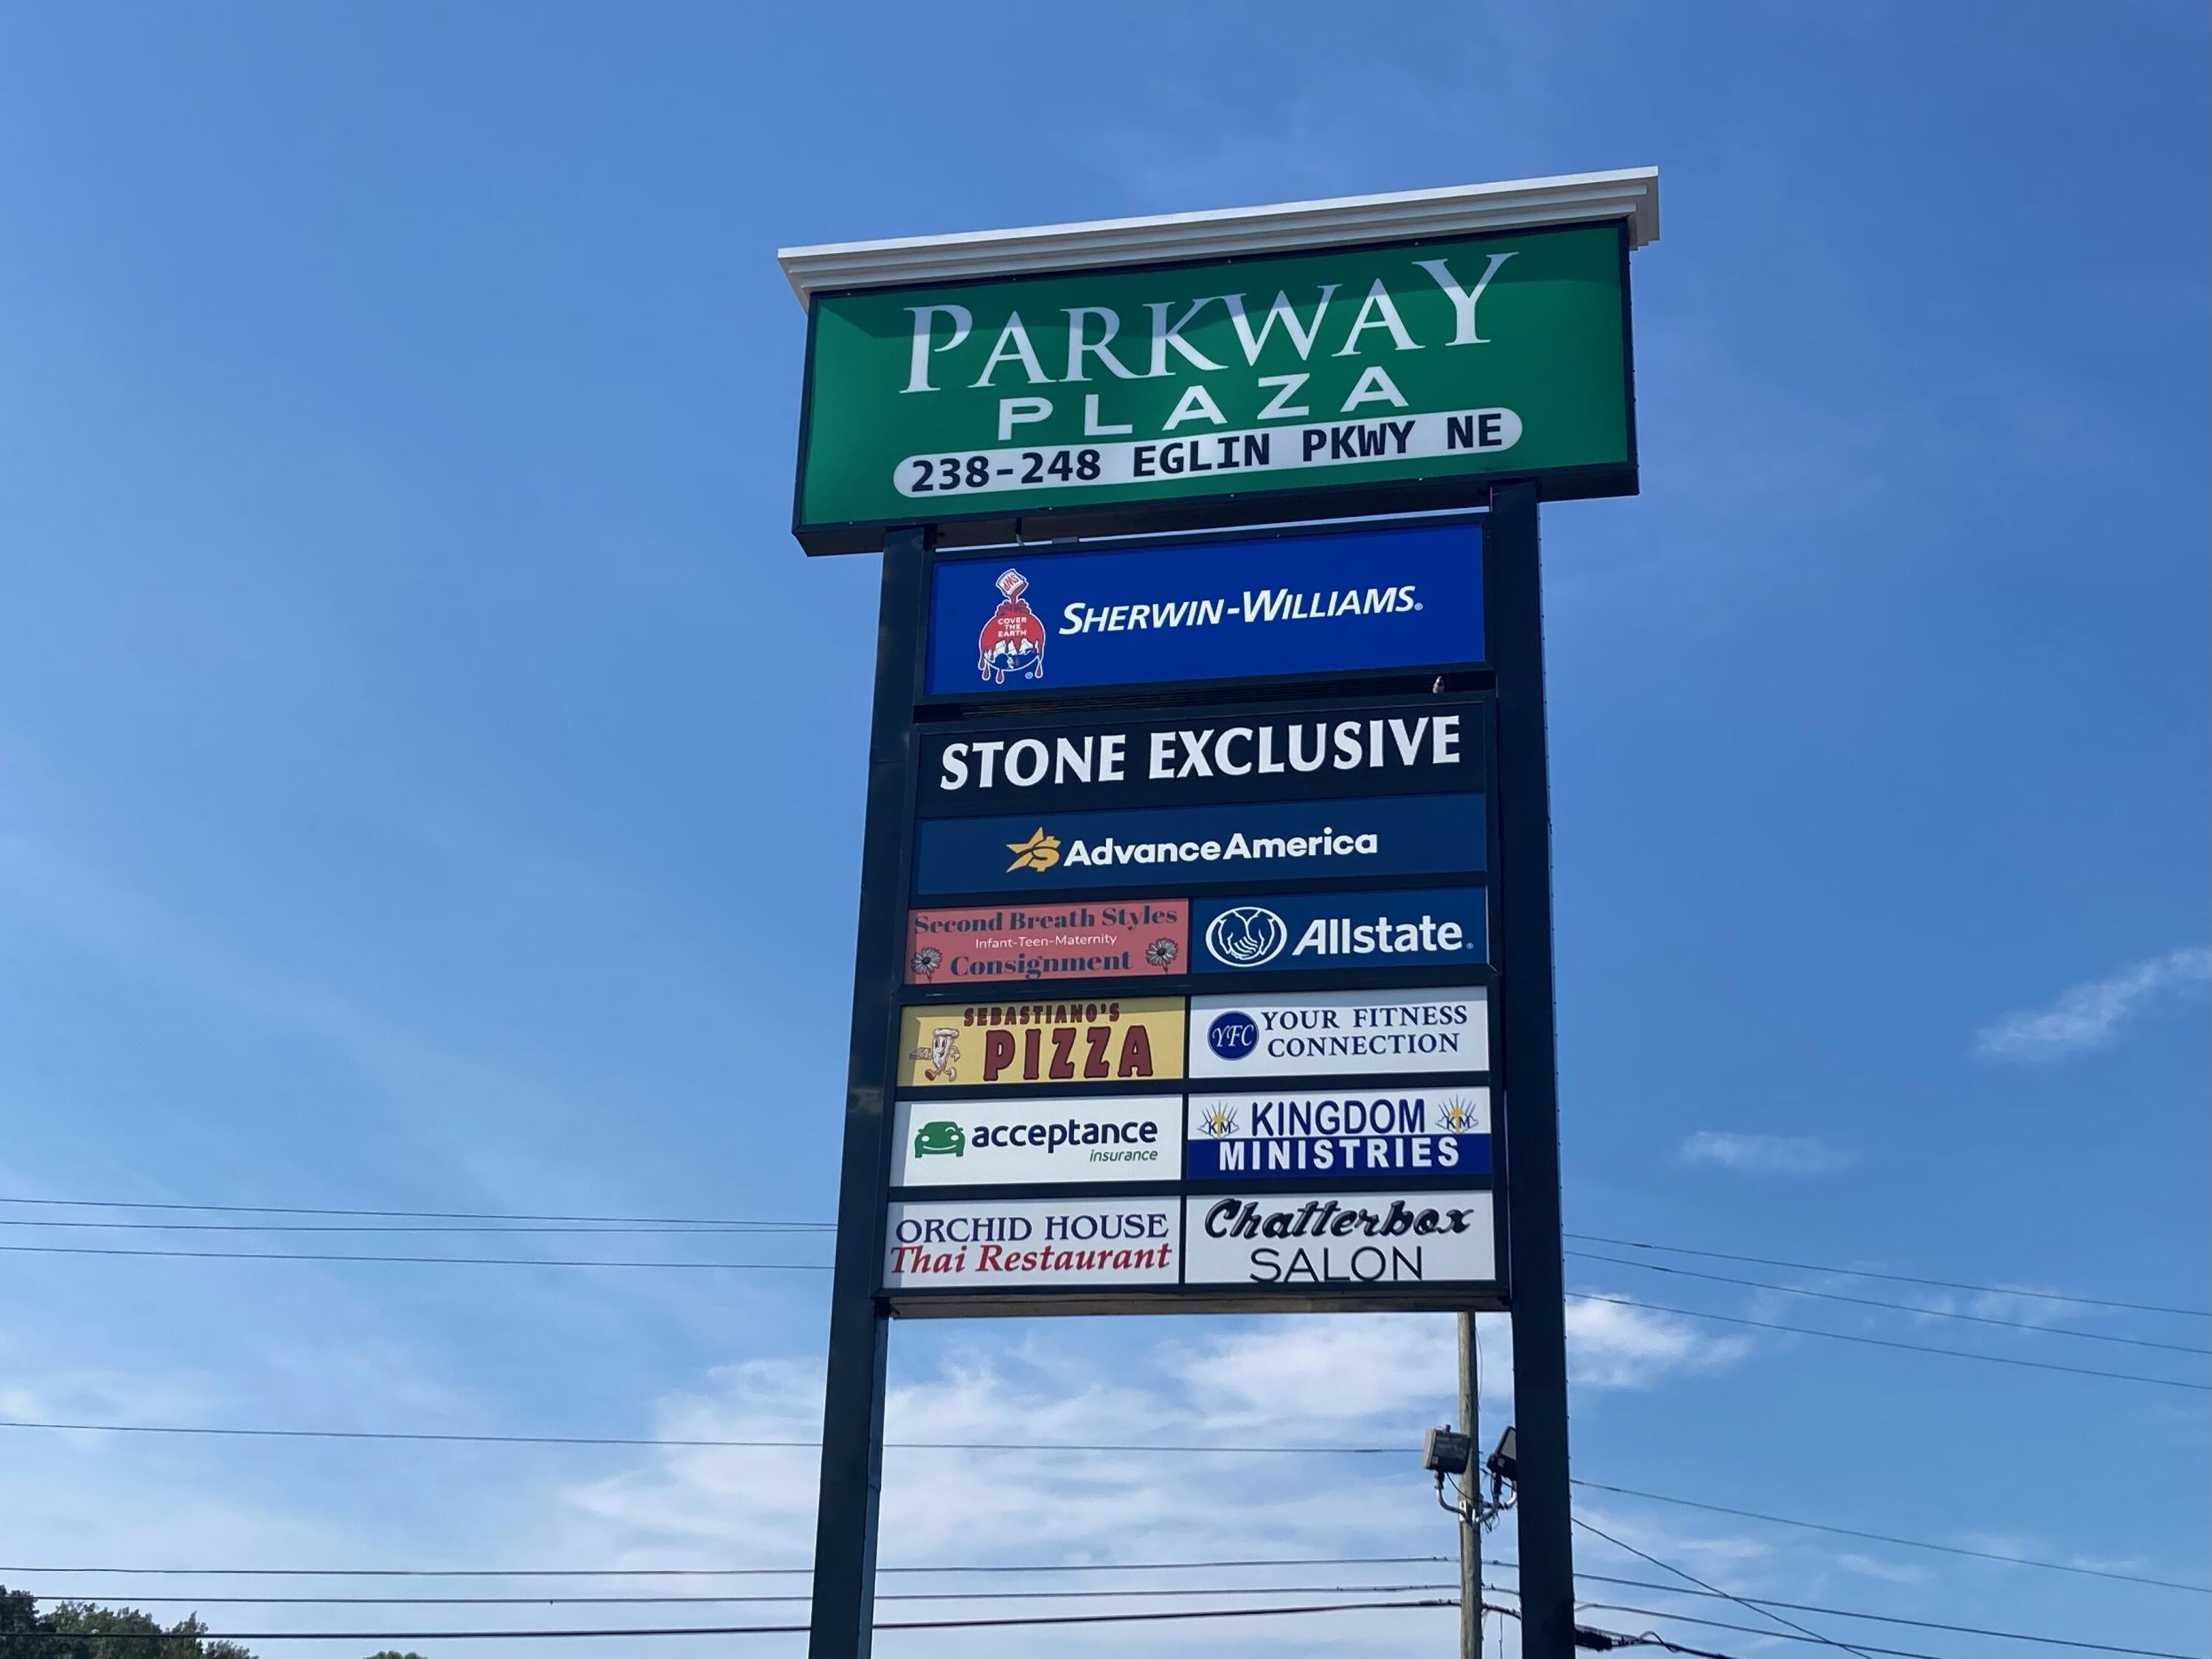 PARKWAY
PLAZA
238-248 EGLIN PKWY NE
COVER
THE
EARTH
SHERWIN-WILLIAMS®
STONE EXCLUSIVE
AdvanceAmerica
Second Breath Styles
Infant-Teen-Maternity
Consignment
Allstate®
SEBASTIANO'S
PIZZA
YFC
YOUR FITNESS
CONNECTION
acceptance
insurance
KM KINGDOM KM
MINISTRIES
ORCHID HOUSE
Thai Restaurant
Chatterbox
SALON